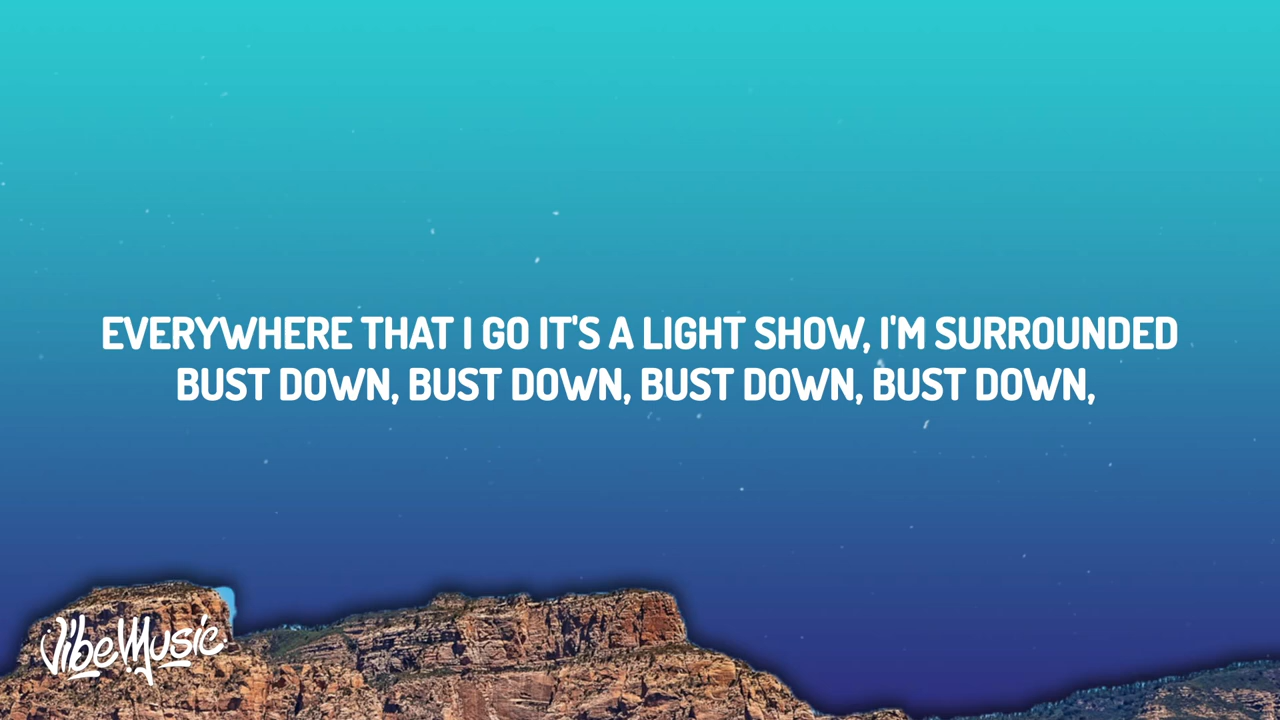 EVERYWHERE THAT I GO IT'S A LIGHT SHOW, I'M SURROUNDED
BUST DOWN, BUST DOWN, BUST DOWN, BUST DOWN,
VibeMusic